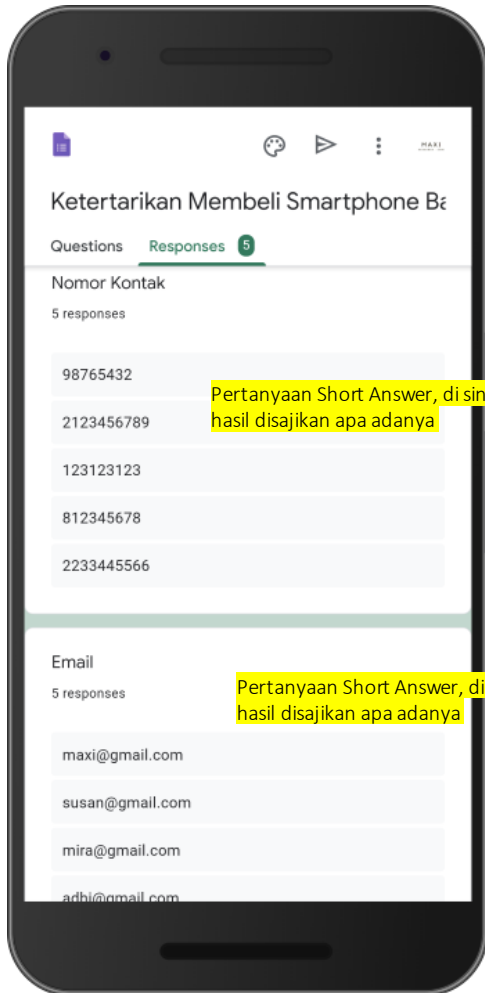 MAXI
Ketertarikan Membeli Smartphone Ba
Questions Responses 5
Nomor Kontak
5 responses
98765432
Pertanyaan Short Answer, di sin
hasil disajikan apa adanya
2123456789
123123123
812345678
2233445566
Email
5 responses
Pertanyaan Short Answer, di
hasil disajikan apa adanya
maxi@gmail.com
susan@gmail.com
mira@gmail.com
adhi@gmail.com